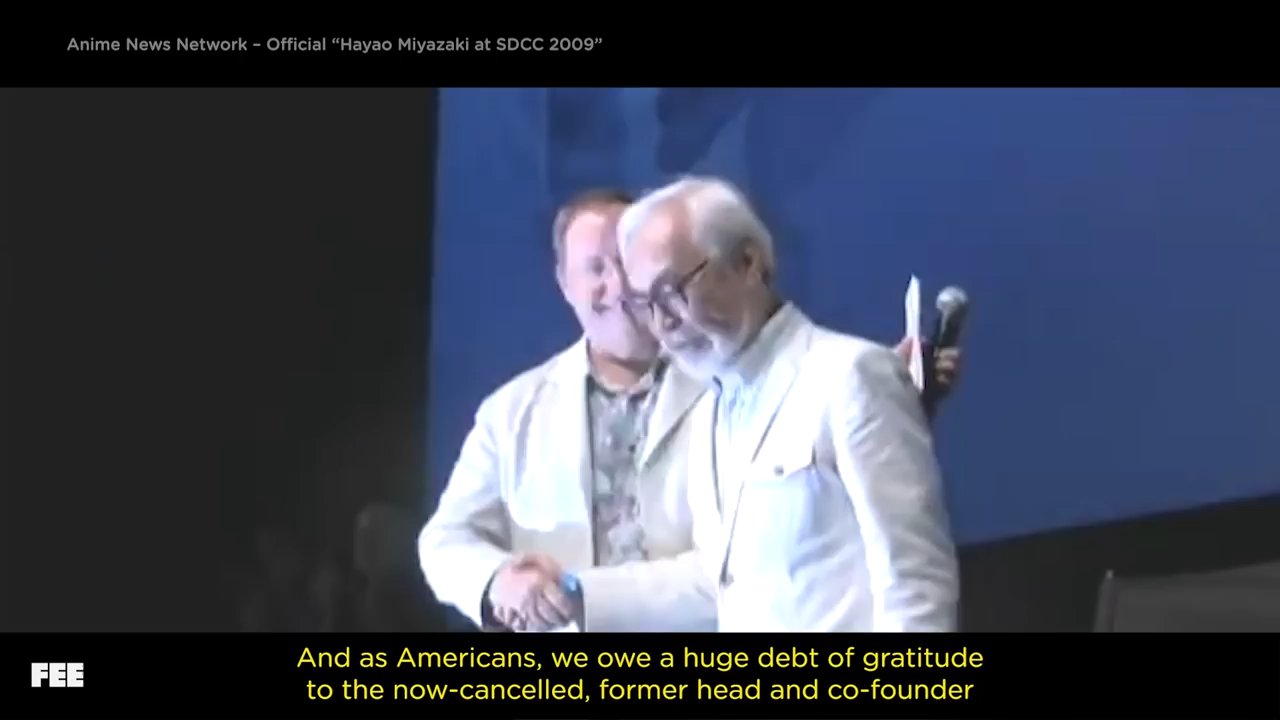 Anime News Network – Official “Hayao Miyazaki at SDCC 2009”
And as Americans, we owe a huge debt of gratitude
to the now-cancelled, former head and co-founder
FEE